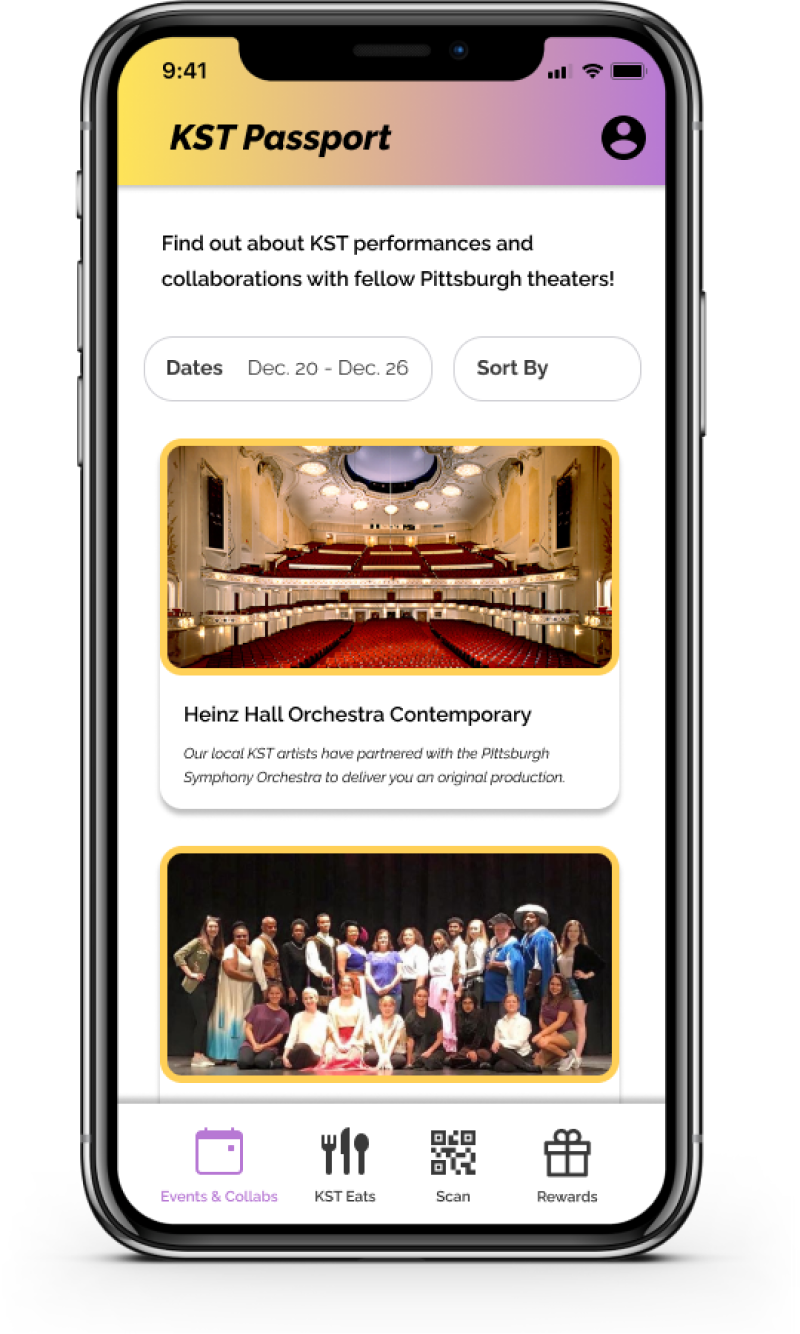 9:41
KST Passport
Find out about KST performances and
collaborations with fellow Pittsburgh theaters!
Dates Dec. 20 - Dec. 26 Sort By
Heinz Hall Orchestra Contemporary
Our local KST artists have partnered with the PIttsburgh
Symphony Orchestra to deliver you an original production.
Events & Collabs KST Eats Scan Rewards